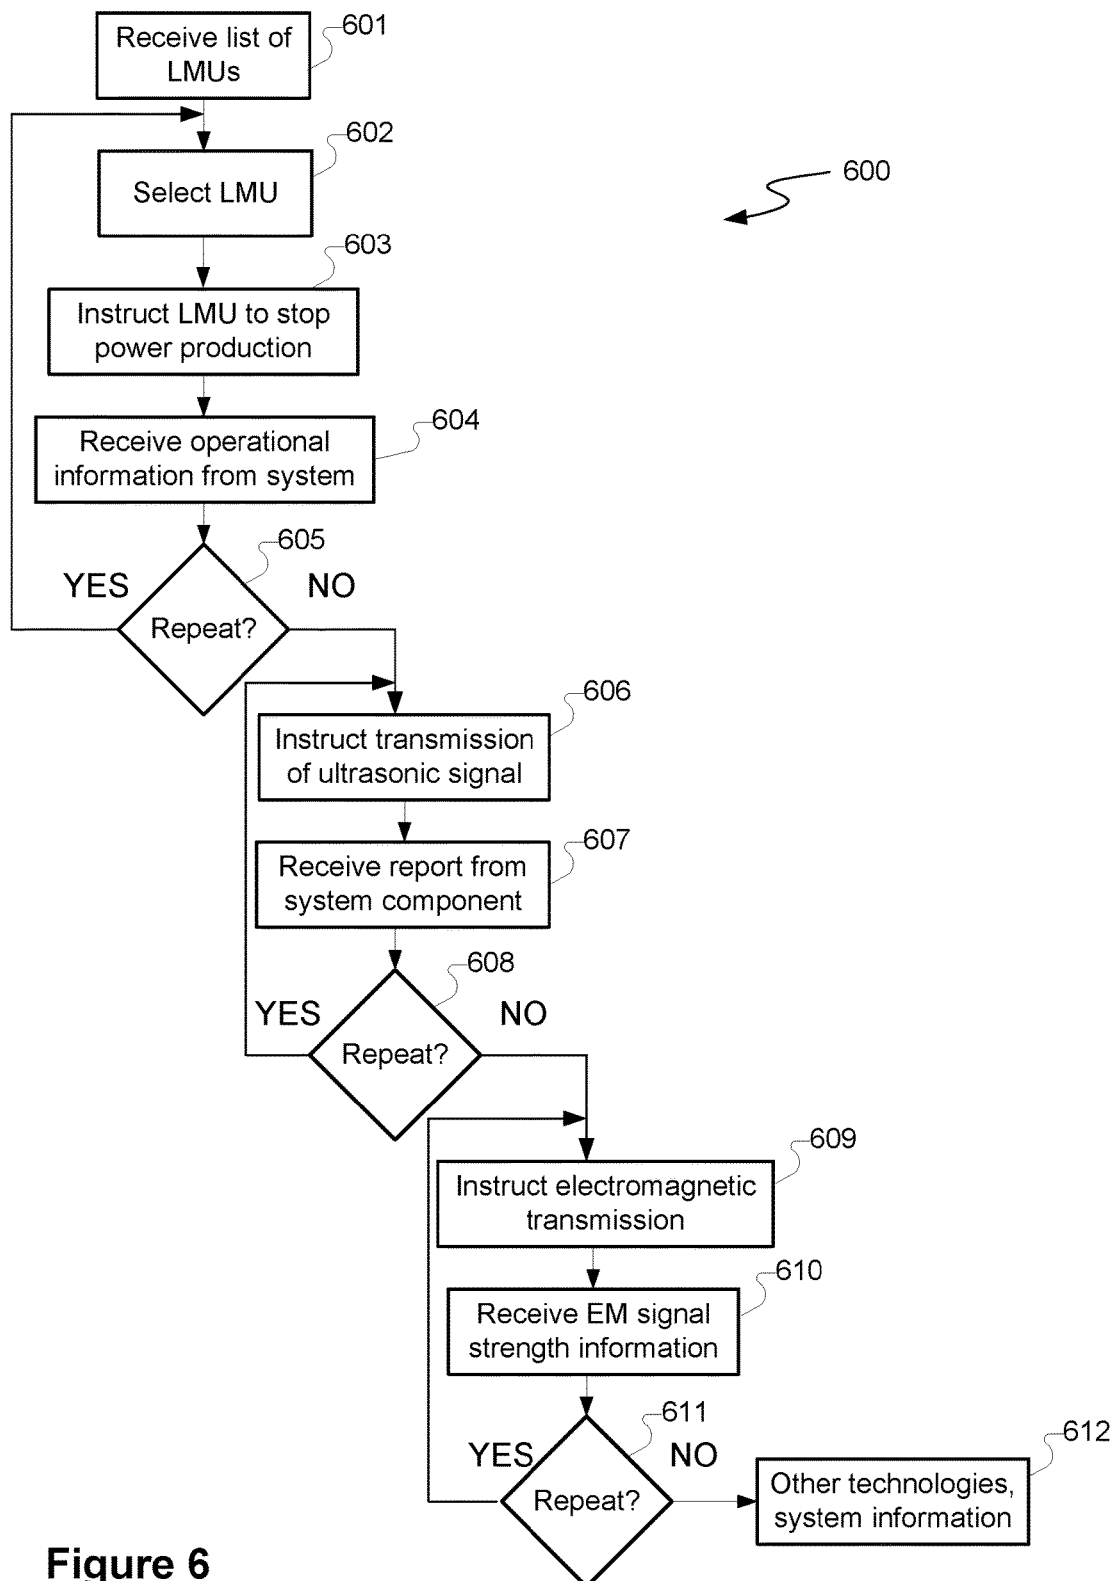 Receive list of
LMUs
601
Select LMU
602
600
Instruct LMU to stop
power production
603
Receive operational
information from system
604
Repeat?
605
YES
NO
Instruct transmission
of ultrasonic signal
606
Receive report from
system component
607
Repeat?
608
YES
NO
Instruct electromagnetic
transmission
609
Receive EM signal
strength information
610
Repeat?
611
YES
NO
Other technologies,
system information
612
Figure 6